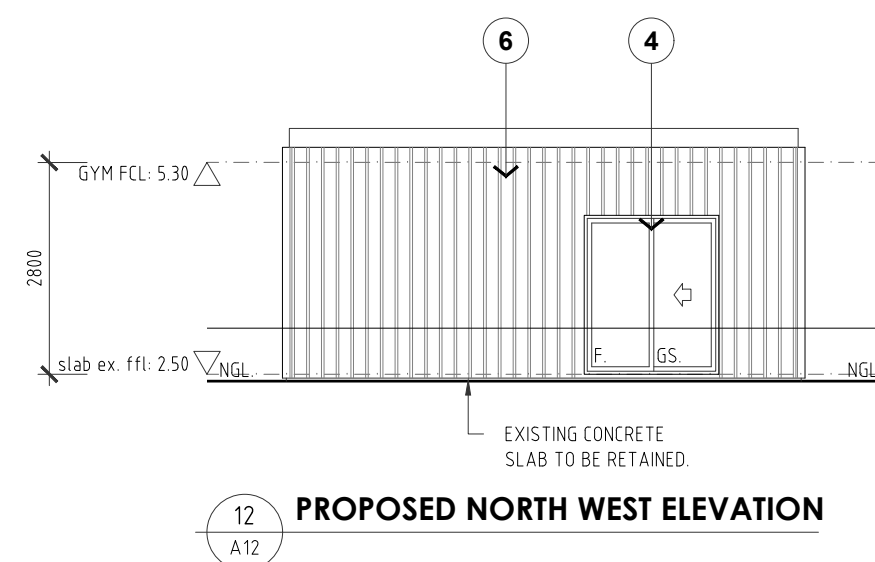 6
4
GYM FCL: 5.30
2800
slab ex. ffl: 2.50
NGL.
NGL
F.
GS.
EXISTING CONCRETE
SLAB TO BE RETAINED.
12
A12
PROPOSED NORTH WEST ELEVATION